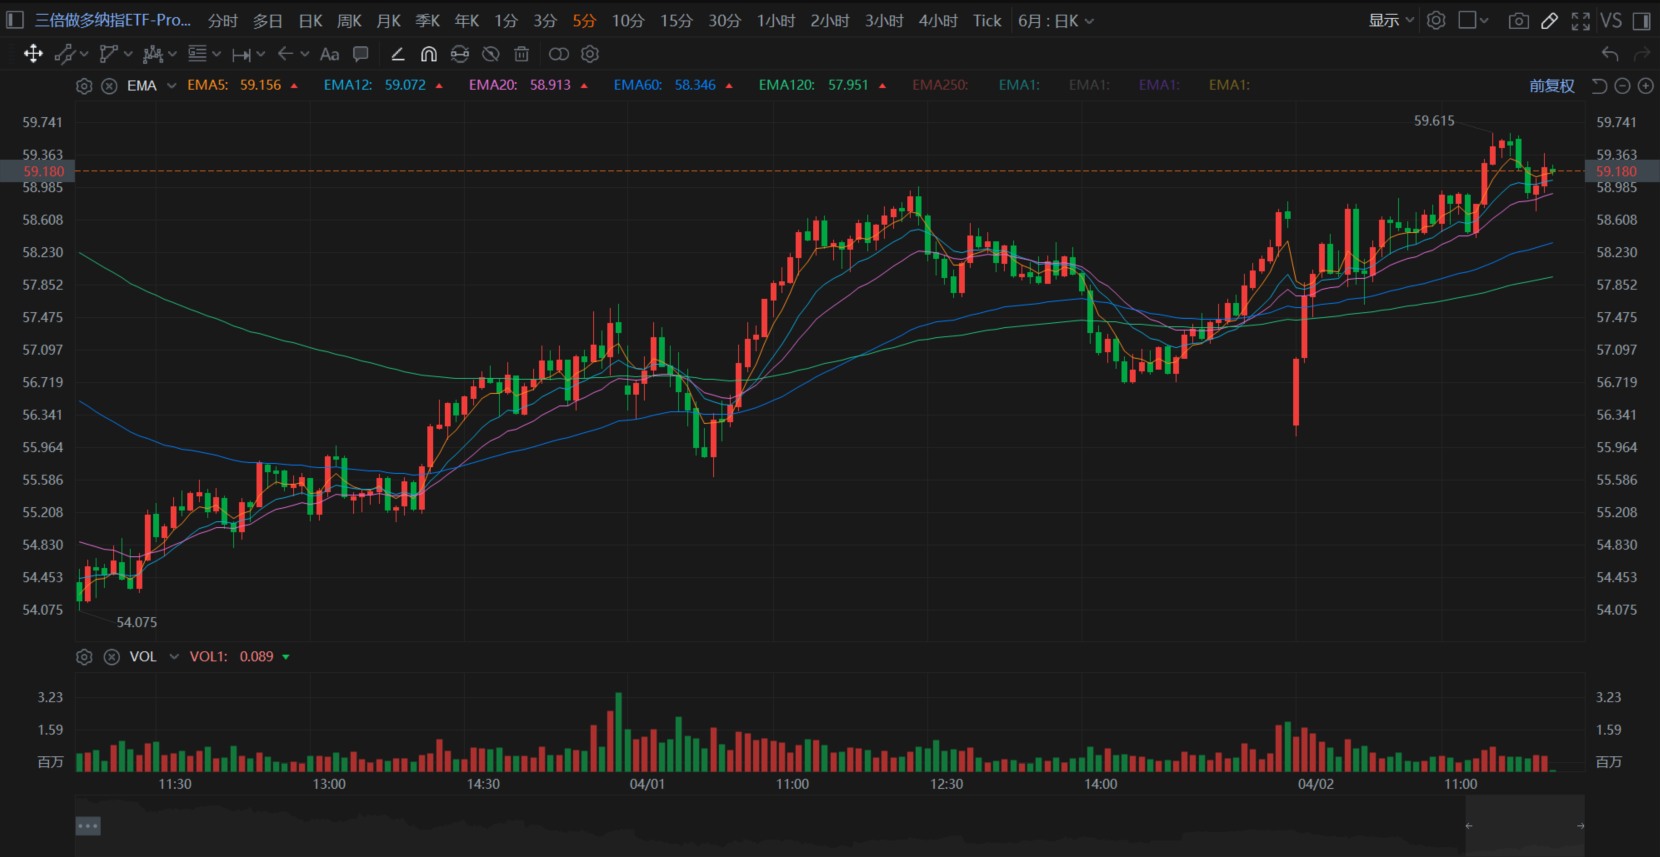 三倍做多纳指ETF-Pro... 分时 多日 日K 周K 月K 季K 年K 1分 3分 5分 10分 15分 30分 1小时 2小时 3小时 4小时 Tick 6月 : 日K 显示 VS
Aa
EMA EMA5: 59.156 EMA12: 59.072 EMA20: 58.913 EMA60: 58.346 EMA120: 57.951 EMA250: EMA1: EMA1: EMA1: EMA1: 前复权
59.741 59.615 59.741
59.363 59.363
59.180 59.180
58.985 58.985
58.608 58.608
58.230 58.230
57.852 57.852
57.475 57.475
57.097 57.097
56.719 56.719
56.341 56.341
55.964 55.964
55.586 55.586
55.208 55.208
54.830 54.830
54.453 54.453
54.075 54.075
54.075
VOL VOL1: 0.089
3.23 3.23
1.59 1.59
百万 百万
11:30 13:00 14:30 04/01 11:00 12:30 14:00 04/02 11:00